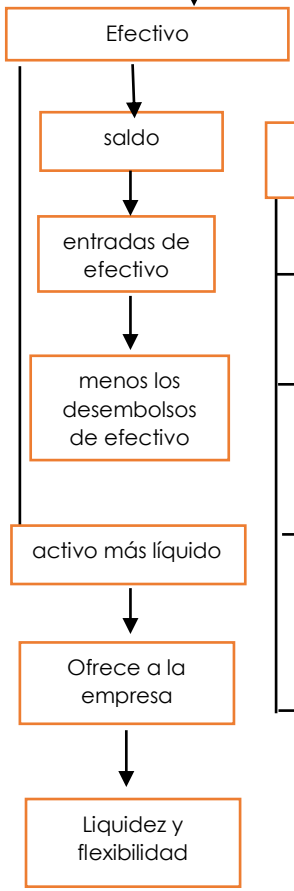 Efectivo
saldo
entradas de
efectivo
menos los
desembolsos
de efectivo
activo más líquido
Ofrece a la
empresa
Liquidez y
flexibilidad